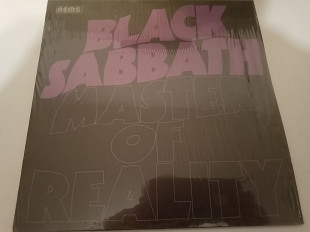 BLACK
SABBATH
MASTER
OF
REALITY